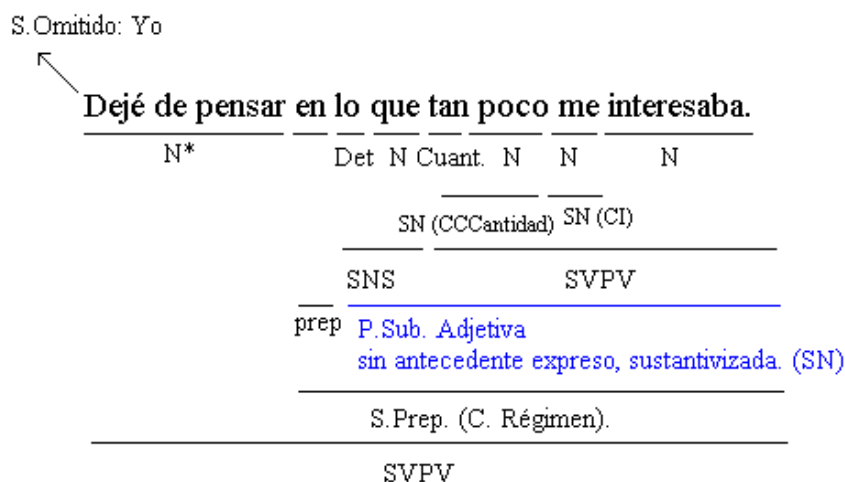 S.Omitido: Yo
Dejé de pensar en lo que tan poco me interesaba.
N* Det N Cuant. N N N
SN (CCCantidad) SN (CI)
SNS SVPV
prep P.Sub. Adjetiva
sin antecedente expreso, sustantivizada. (SN)
S.Prep. (C. Régimen).
SVPV